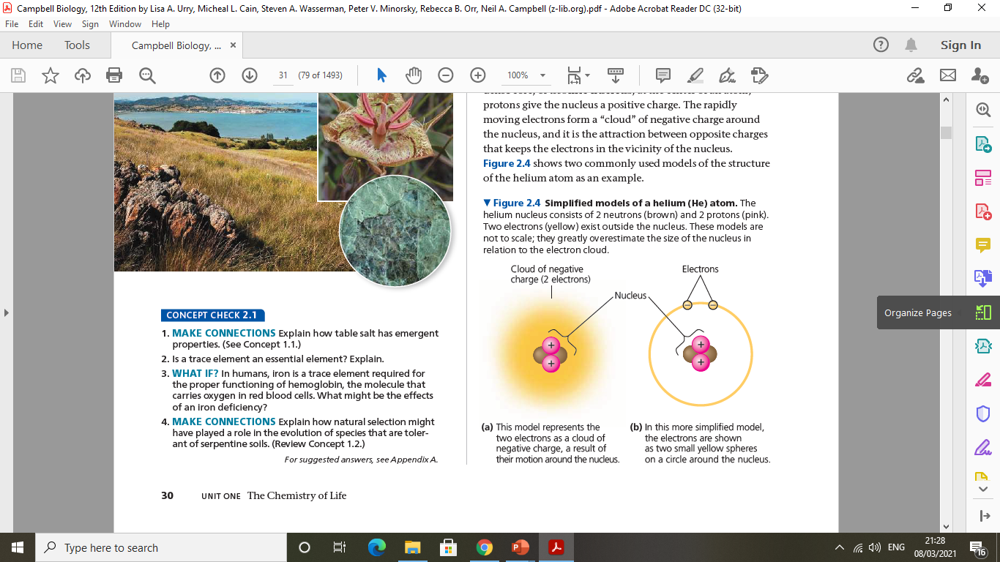 Campbell Biology, 12th Edition by Lisa A. Urry, Micheal L. Cain, Steven A. Wasserman, Peter V. Minorsky, Rebecca B. Orr, Neil A. Campbell (z-lib.org).pdf - Adobe Acrobat Reader DC (32-bit)
File Edit View Sign Window Help
Home Tools Campbell Biology, ... × Sign In
31 (79 of 1493) 100%
protons give the nucleus a positive charge. The rapidly
moving electrons form a “cloud” of negative charge around
the nucleus, and it is the attraction between opposite charges
that keeps the electrons in the vicinity of the nucleus.
Figure 2.4 shows two commonly used models of the structure
of the helium atom as an example.
▼ Figure 2.4 Simplified models of a helium (He) atom. The
helium nucleus consists of 2 neutrons (brown) and 2 protons (pink).
Two electrons (yellow) exist outside the nucleus. These models are
not to scale; they greatly overestimate the size of the nucleus in
relation to the electron cloud.
Cloud of negative
charge (2 electrons)
Nucleus
Electrons
+
+
−
−
+
+
(a) This model represents the
two electrons as a cloud of
negative charge, a result of
their motion around the nucleus.
(b) In this more simplified model,
the electrons are shown
as two small yellow spheres
on a circle around the nucleus.
CONCEPT CHECK 2.1
1. MAKE CONNECTIONS Explain how table salt has emergent
properties. (See Concept 1.1.)
2. Is a trace element an essential element? Explain.
3. WHAT IF? In humans, iron is a trace element required for
the proper functioning of hemoglobin, the molecule that
carries oxygen in red blood cells. What might be the effects
of an iron deficiency?
4. MAKE CONNECTIONS Explain how natural selection might
have played a role in the evolution of species that are toler-
ant of serpentine soils. (Review Concept 1.2.)
For suggested answers, see Appendix A.
30 UNIT ONE The Chemistry of Life
Organize Pages
Type here to search
ENG
21:28
08/03/2021
16